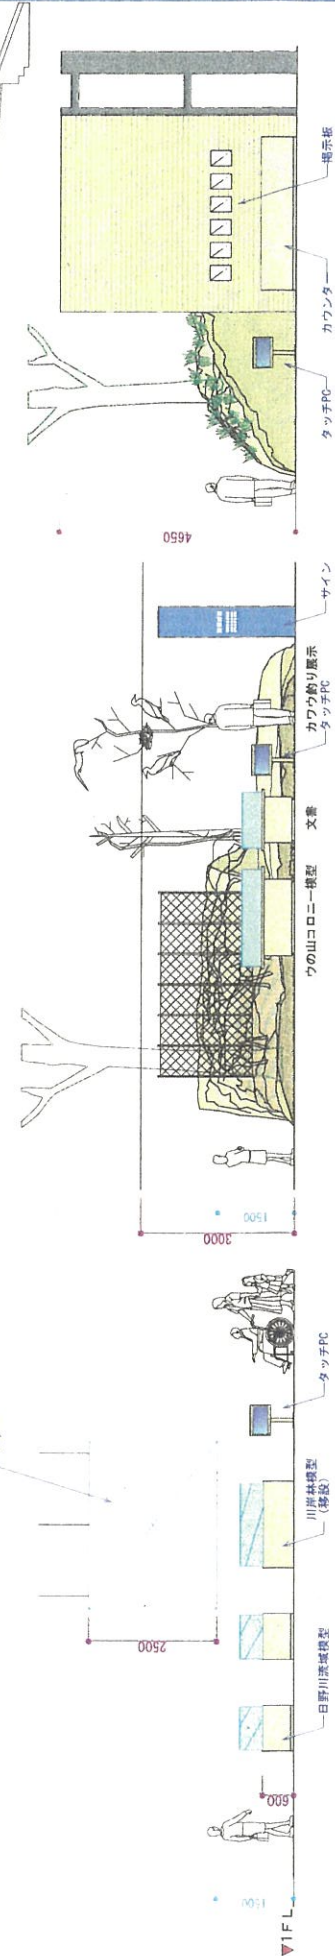 ▼1FL
1500
600
日野川流域模型
2500
川岸林模型
(移設)
タッチPC
3000
1500
ウの山コロニー模型
文書
カワウ釣り展示
タッチPC
サイン
4650
タッチPC
カウンター
掲示板